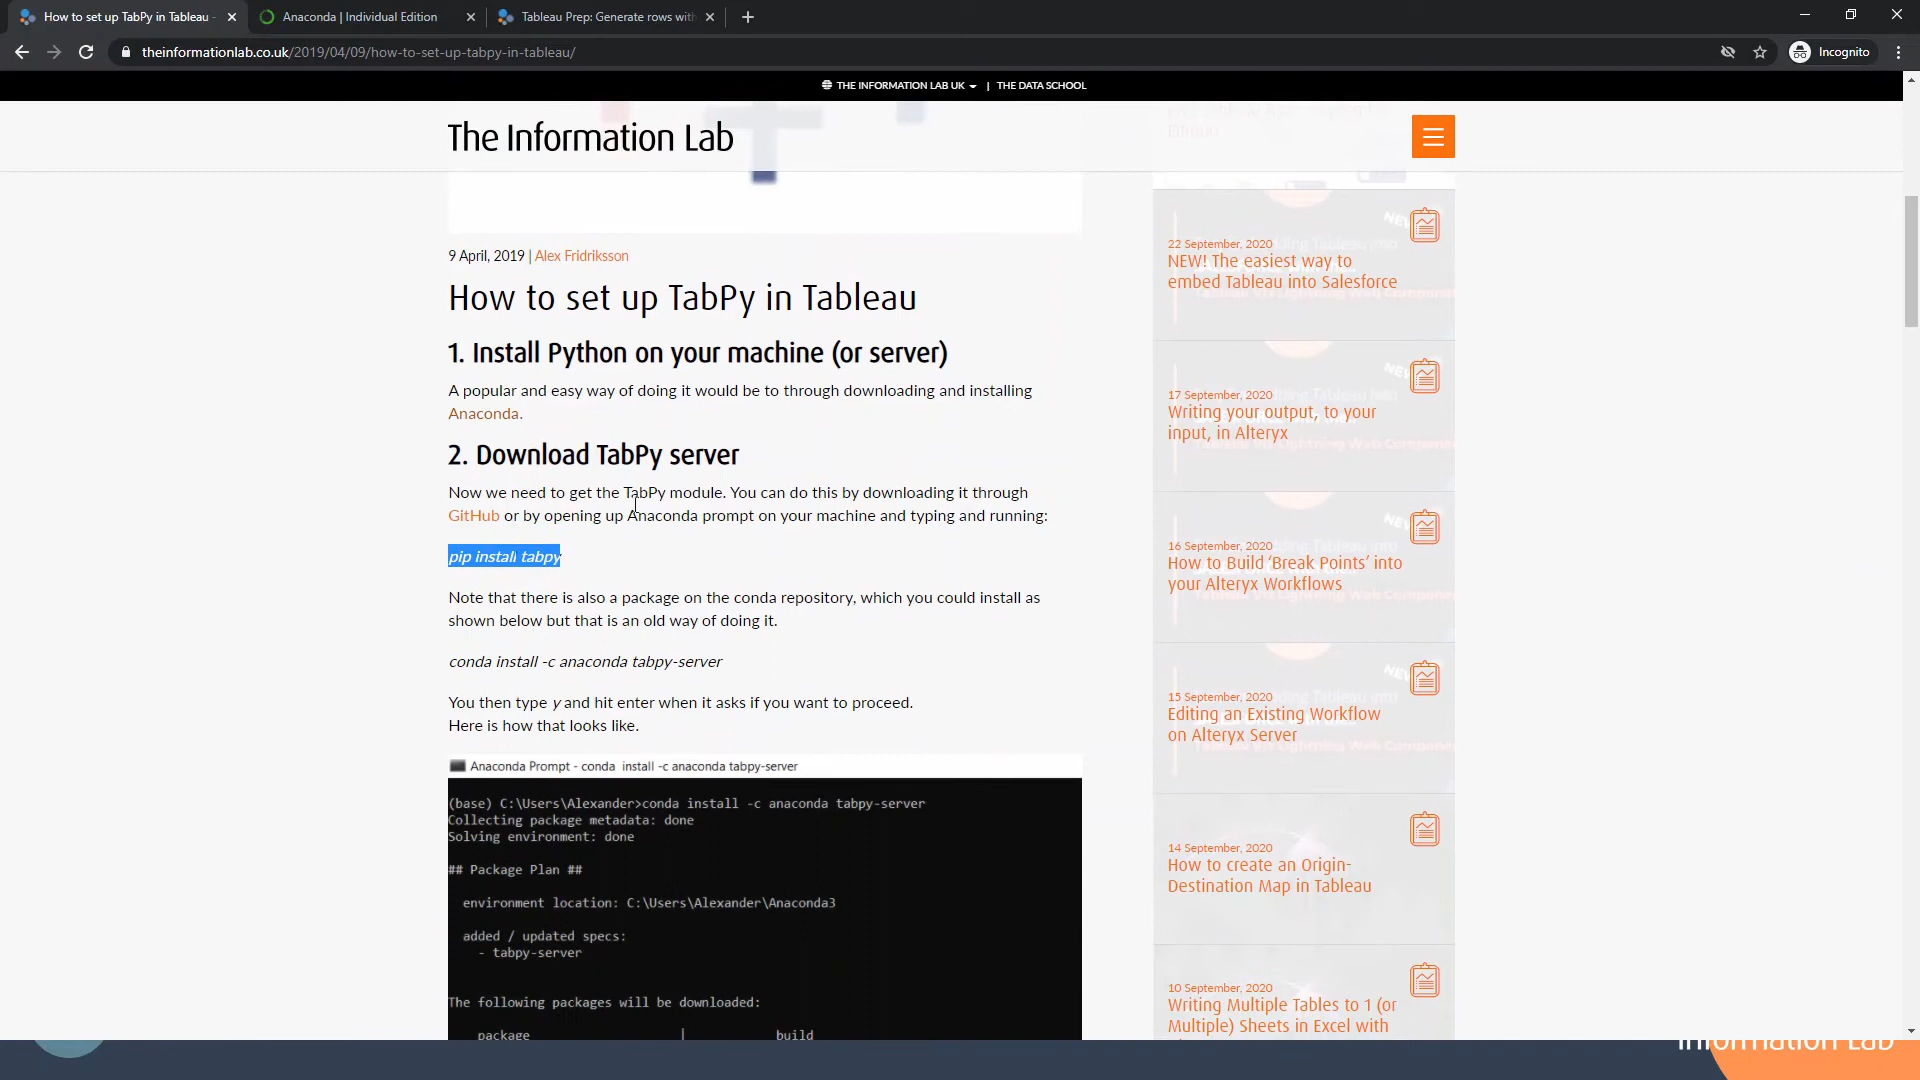 How to set up TabPy in Tableau -
Anaconda | Individual Edition
Tableau Prep: Generate rows with
theinformationlab.co.uk/2019/04/09/how-to-set-up-tabpy-in-tableau/
Incognito
THE INFORMATION LAB UK | THE DATA SCHOOL
The Information Lab
9 April, 2019 | Alex Fridriksson
How to set up TabPy in Tableau
1. Install Python on your machine (or server)
A popular and easy way of doing it would be to through downloading and installing
Anaconda.
2. Download TabPy server
Now we need to get the TabPy module. You can do this by downloading it through
GitHub or by opening up Anaconda prompt on your machine and typing and running:
pip install tabpy
Note that there is also a package on the conda repository, which you could install as
shown below but that is an old way of doing it.
conda install -c anaconda tabpy-server
You then type y and hit enter when it asks if you want to proceed.
Here is how that looks like.
Anaconda Prompt - conda install -c anaconda tabpy-server
(base) C:\Users\Alexander>conda install -c anaconda tabpy-server
Collecting package metadata: done
Solving environment: done
## Package Plan ##
environment location: C:\Users\Alexander\Anaconda3
added / updated specs:
- tabpy-server
The following packages will be downloaded:
package | build
Edition
22 September, 2020
NEW! The easiest way to
embed Tableau into Salesforce
17 September, 2020
Writing your output, to your
input, in Alteryx
16 September, 2020
How to Build ‘Break Points’ into
your Alteryx Workflows
15 September, 2020
Editing an Existing Workflow
on Alteryx Server
14 September, 2020
How to create an Origin-
Destination Map in Tableau
10 September, 2020
Writing Multiple Tables to 1 (or
Multiple) Sheets in Excel with
Information Lab